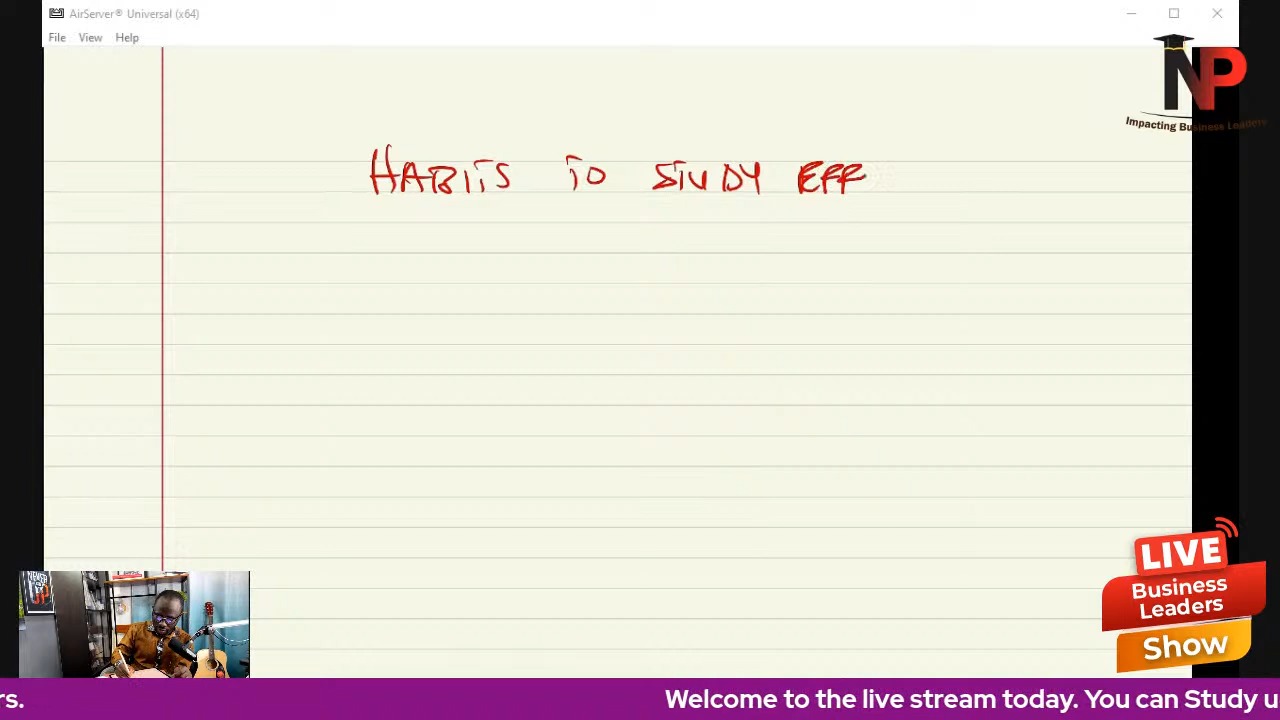 AirServer® Universal (x64)
File View Help
NP
Impacting Business Leaders
HABITS TO STUDY EFF
LIVE
Business
Leaders
Show
rs. Welcome to the live stream today. You can Study u